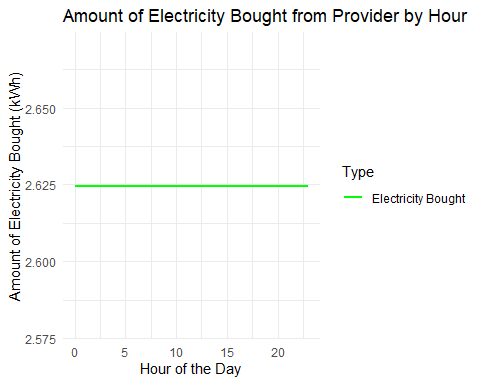 Amount of Electricity Bought from Provider by Hour
Amount of Electricity Bought (kWh)
2.650
2.625
2.600
2.575
0 5 10 15 20
Hour of the Day
Type
Electricity Bought